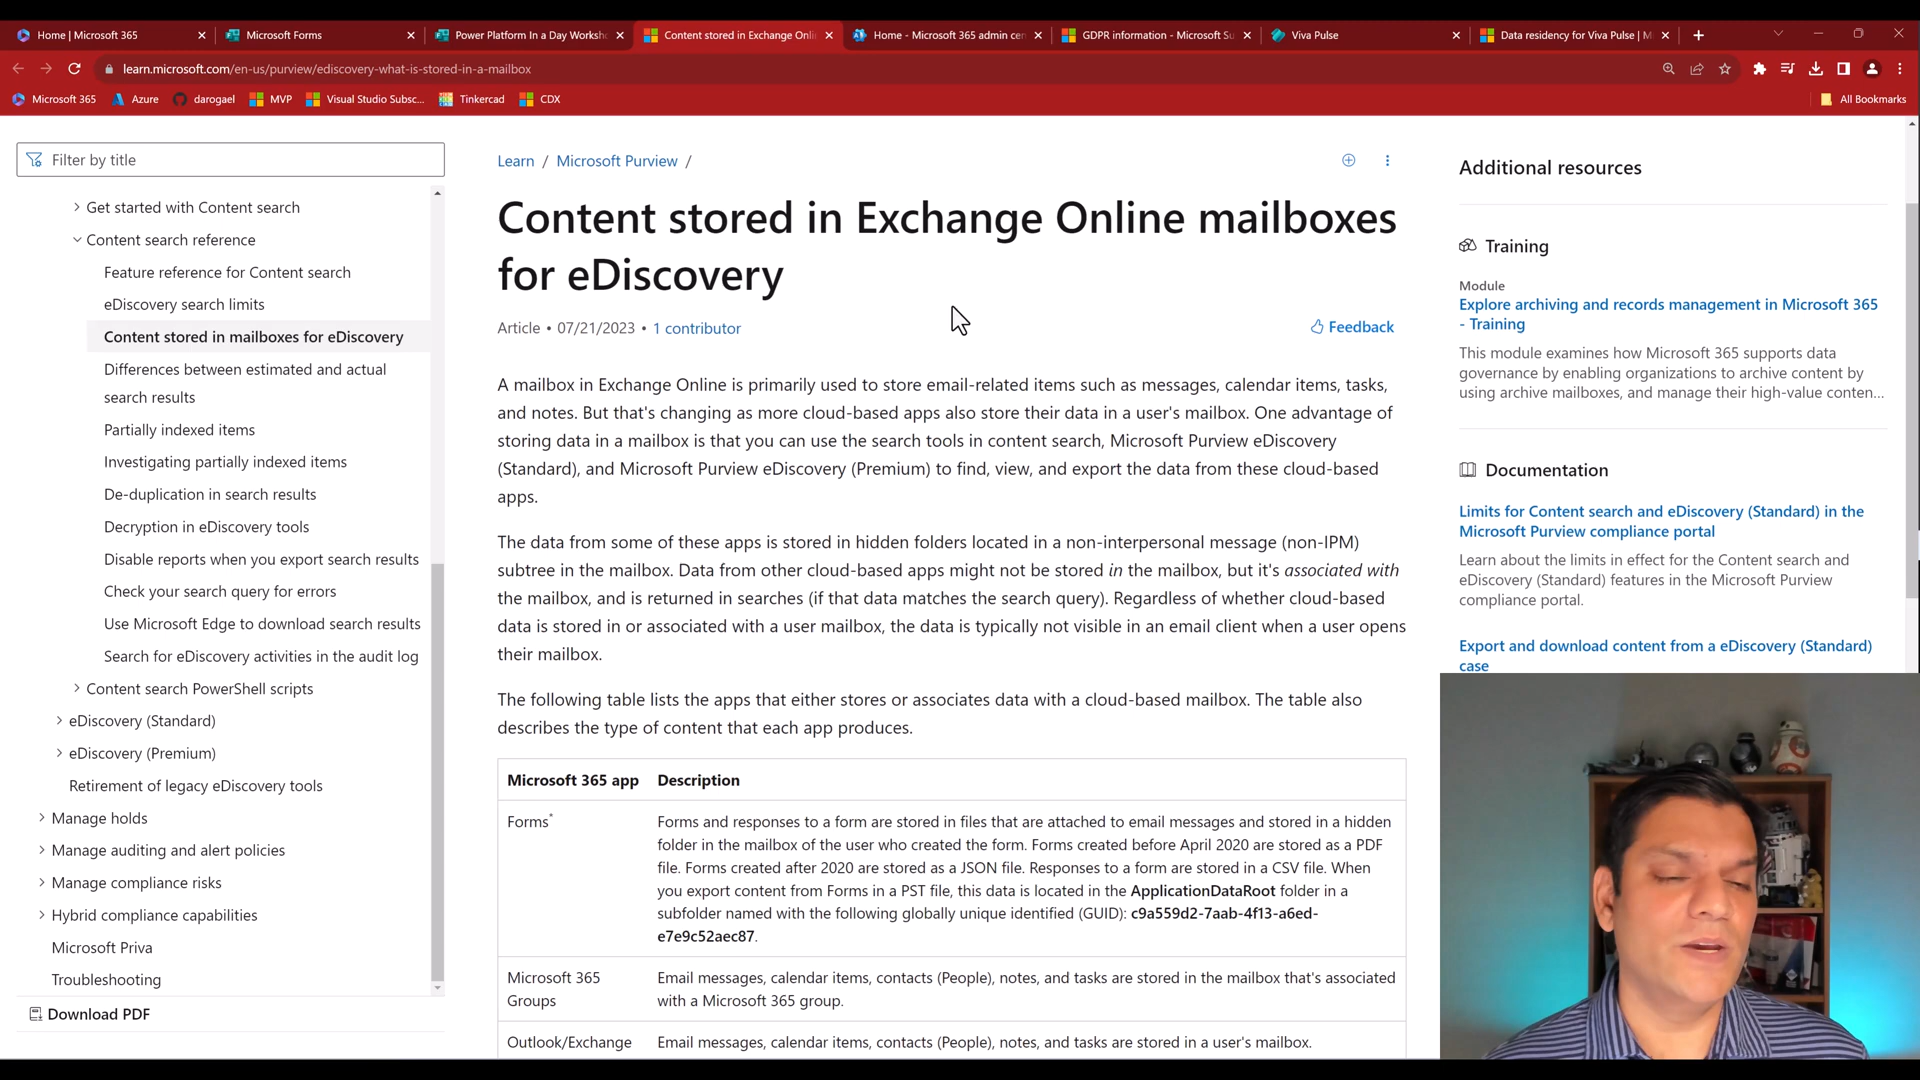 Home | Microsoft 365
Microsoft Forms
Power Platform In a Day Worksh
Content stored in Exchange Onli
Home - Microsoft 365 admin cen
GDPR information - Microsoft Su
Viva Pulse
Data residency for Viva Pulse | M
learn.microsoft.com/en-us/purview/ediscovery-what-is-stored-in-a-mailbox
Microsoft 365
Azure
darogael
MVP
Visual Studio Subsc...
Tinkercad
CDX
All Bookmarks
Filter by title
Get started with Content search
Content search reference
Feature reference for Content search
eDiscovery search limits
Content stored in mailboxes for eDiscovery
Differences between estimated and actual
search results
Partially indexed items
Investigating partially indexed items
De-duplication in search results
Decryption in eDiscovery tools
Disable reports when you export search results
Check your search query for errors
Use Microsoft Edge to download search results
Search for eDiscovery activities in the audit log
Content search PowerShell scripts
eDiscovery (Standard)
eDiscovery (Premium)
Retirement of legacy eDiscovery tools
Manage holds
Manage auditing and alert policies
Manage compliance risks
Hybrid compliance capabilities
Microsoft Priva
Troubleshooting
Download PDF
Learn / Microsoft Purview /
Content stored in Exchange Online mailboxes
for eDiscovery
Article • 07/21/2023 • 1 contributor
Feedback
A mailbox in Exchange Online is primarily used to store email-related items such as messages, calendar items, tasks,
and notes. But that's changing as more cloud-based apps also store their data in a user's mailbox. One advantage of
storing data in a mailbox is that you can use the search tools in content search, Microsoft Purview eDiscovery
(Standard), and Microsoft Purview eDiscovery (Premium) to find, view, and export the data from these cloud-based
apps.
The data from some of these apps is stored in hidden folders located in a non-interpersonal message (non-IPM)
subtree in the mailbox. Data from other cloud-based apps might not be stored in the mailbox, but it's associated with
the mailbox, and is returned in searches (if that data matches the search query). Regardless of whether cloud-based
data is stored in or associated with a user mailbox, the data is typically not visible in an email client when a user opens
their mailbox.
The following table lists the apps that either stores or associates data with a cloud-based mailbox. The table also
describes the type of content that each app produces.
Microsoft 365 app Description
Forms* Forms and responses to a form are stored in files that are attached to email messages and stored in a hidden
folder in the mailbox of the user who created the form. Forms created before April 2020 are stored as a PDF
file. Forms created after 2020 are stored as a JSON file. Responses to a form are stored in a CSV file. When
you export content from Forms in a PST file, this data is located in the ApplicationDataRoot folder in a
subfolder named with the following globally unique identified (GUID): c9a559d2-7aab-4f13-a6ed-
e7e9c52aec87.
Microsoft 365 Email messages, calendar items, contacts (People), notes, and tasks are stored in the mailbox that's associated
Groups with a Microsoft 365 group.
Outlook/Exchange Email messages, calendar items, contacts (People), notes, and tasks are stored in a user's mailbox.
Additional resources
Training
Module
Explore archiving and records management in Microsoft 365
- Training
This module examines how Microsoft 365 supports data
governance by enabling organizations to archive content by
using archive mailboxes, and manage their high-value conten...
Documentation
Limits for Content search and eDiscovery (Standard) in the
Microsoft Purview compliance portal
Learn about the limits in effect for the Content search and
eDiscovery (Standard) features in the Microsoft Purview
compliance portal.
Export and download content from a eDiscovery (Standard)
case